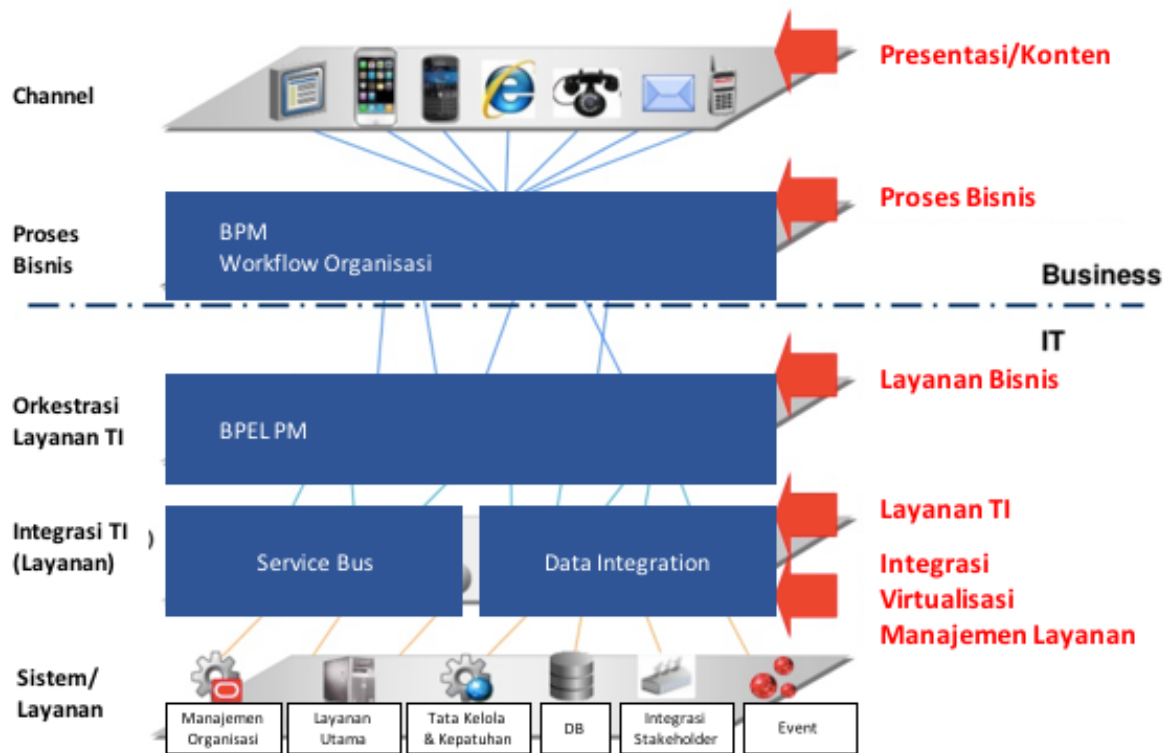 Channel
Presentasi/Konten
Proses
Bisnis
BPM
Workflow Organisasi
Proses Bisnis
Business
IT
Orkestrasi
Layanan TI
BPEL PM
Layanan Bisnis
Integrasi TI
(Layanan)
)
Service Bus
Data Integration
Layanan TI
Integrasi
Virtualisasi
Manajemen Layanan
Sistem/
Layanan
Manajemen
Organisasi
Layanan
Utama
Tata Kelola
& Kepatuhan
DB
Integrasi
Stakeholder
Event